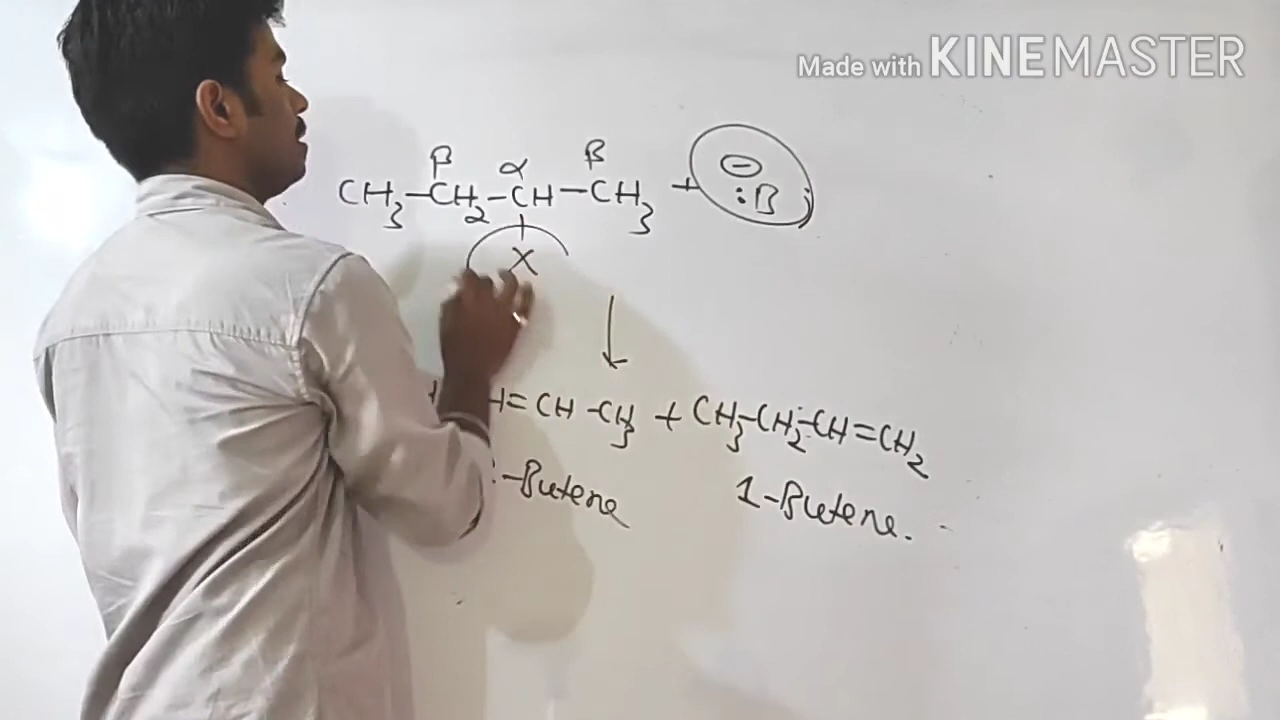 Made with KINEMASTER
β α β
CH3-CH2-CH-CH3 + ⊖:B
X
↓
H=CH-CH3 + CH3-CH2-CH=CH2
-Butene 1-Butene.